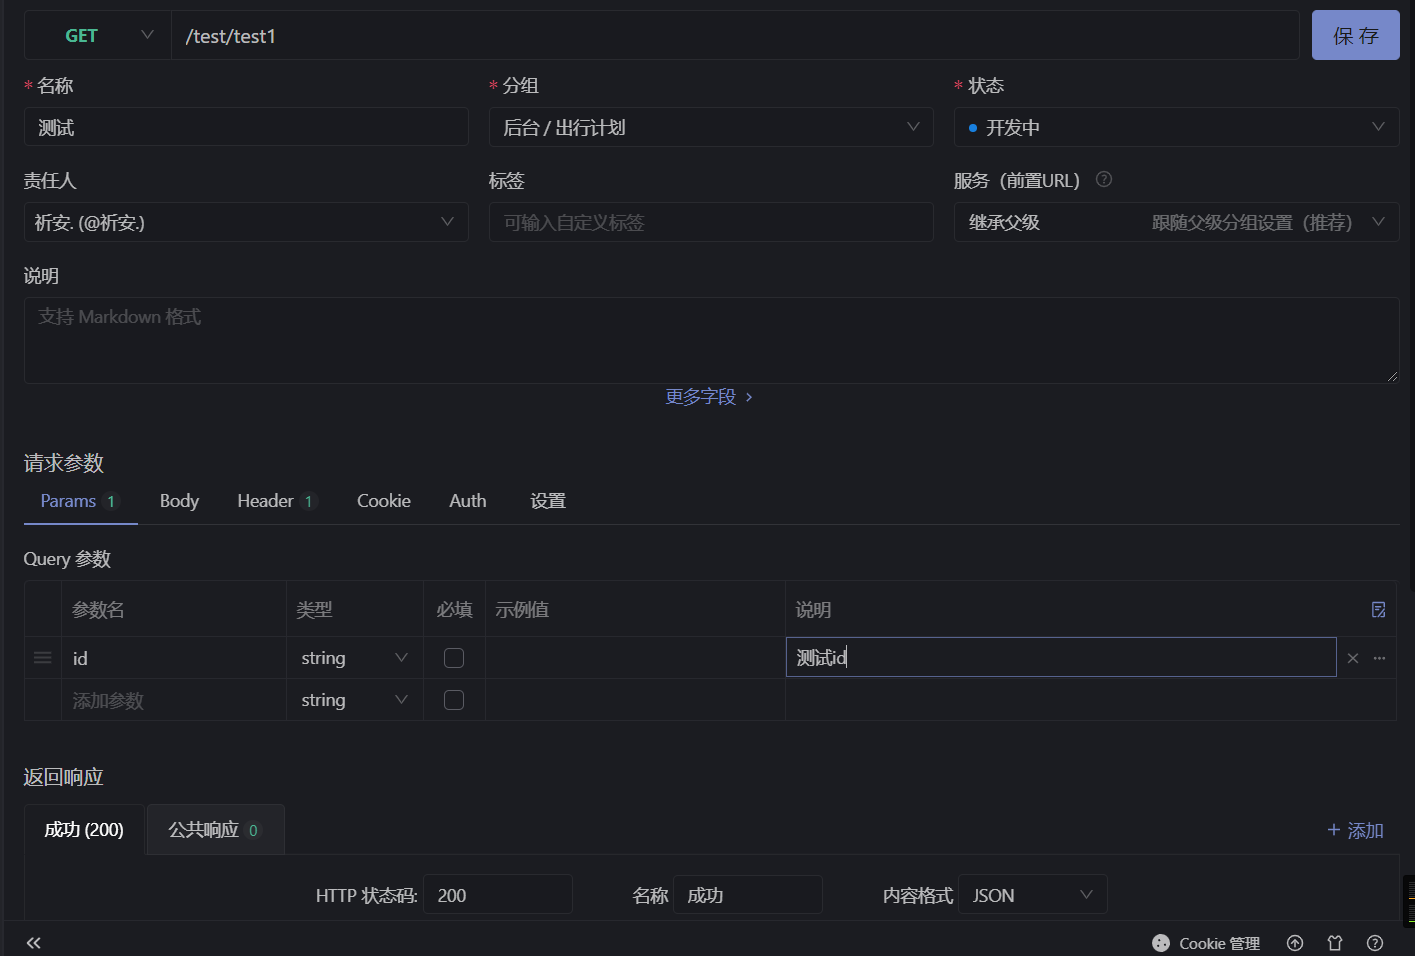 GET /test/test1 保 存
* 名称 * 分组 * 状态
测试 后台 / 出行计划 开发中
责任人 标签 服务（前置URL）
祈安. (@祈安.) 可输入自定义标签 继承父级 跟随父级分组设置（推荐）
说明
支持 Markdown 格式
更多字段
请求参数
Params 1 Body Header 1 Cookie Auth 设置
Query 参数
参数名 类型 必填 示例值 说明
id string 测试id
添加参数 string
返回响应
成功 (200) 公共响应 0 + 添加
HTTP 状态码: 200 名称 成功 内容格式 JSON
Cookie 管理